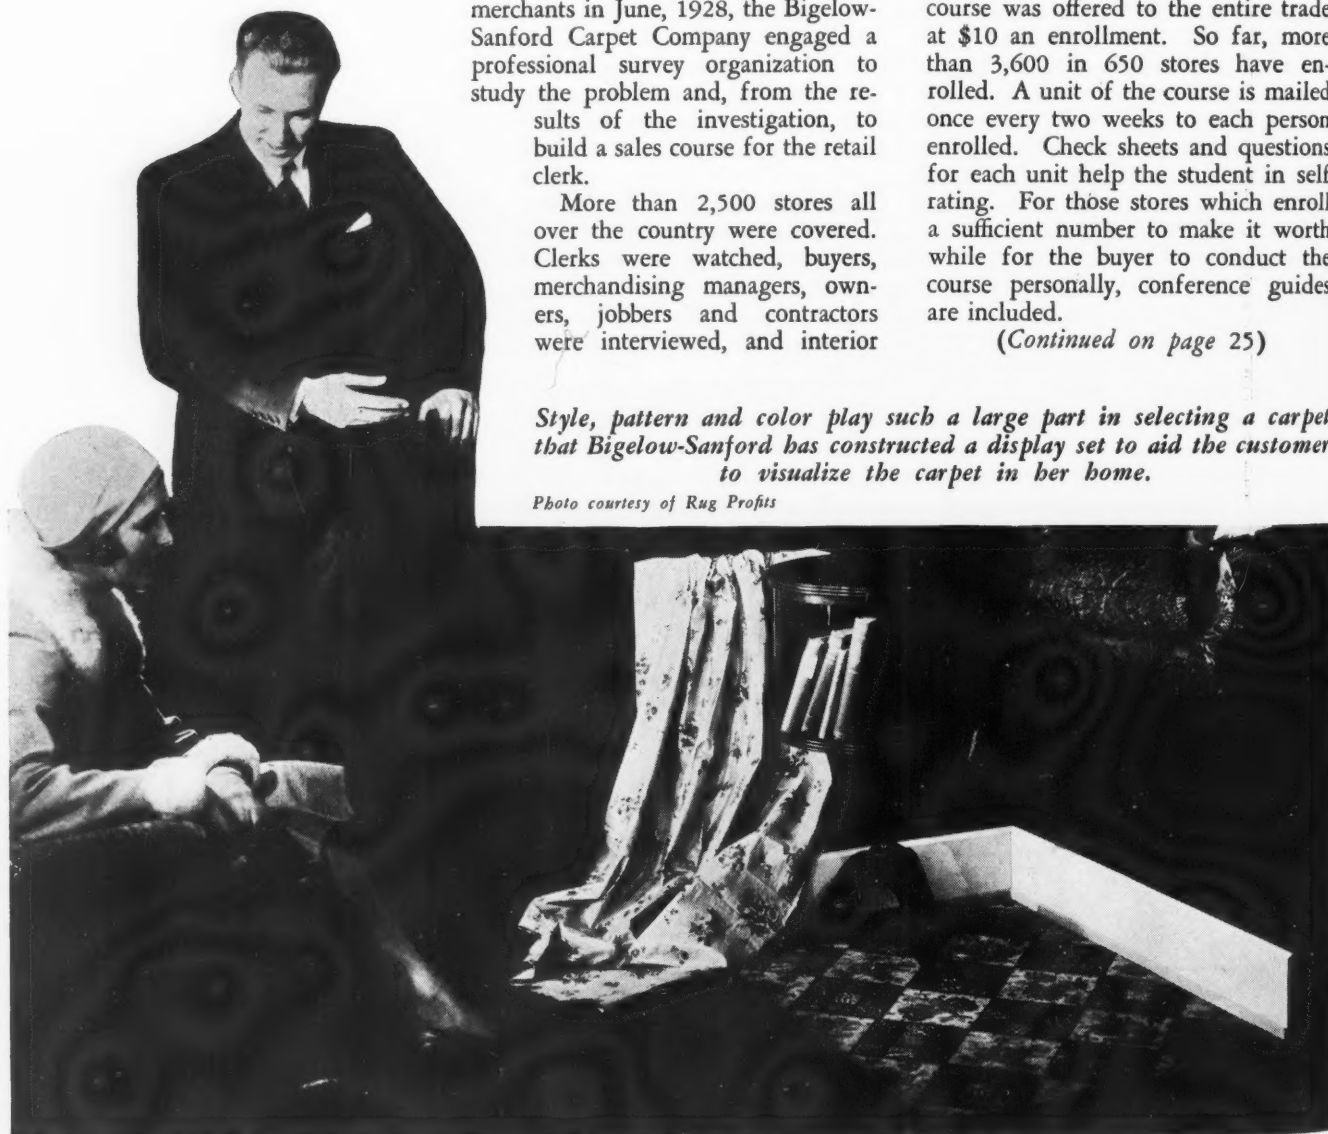 merchants in June, 1928, the Bigelow-
Sanford Carpet Company engaged a
professional survey organization to
study the problem and, from the re-
sults of the investigation, to
build a sales course for the retail
clerk.
More than 2,500 stores all
over the country were covered.
Clerks were watched, buyers,
merchandising managers, own-
ers, jobbers and contractors
were interviewed, and interior
course was offered to the entire trade
at $10 an enrollment. So far, more
than 3,600 in 650 stores have en-
rolled. A unit of the course is mailed
once every two weeks to each person
enrolled. Check sheets and questions
for each unit help the student in self
rating. For those stores which enroll
a sufficient number to make it worth
while for the buyer to conduct the
course personally, conference guides
are included.
(Continued on page 25)
Style, pattern and color play such a large part in selecting a carpet
that Bigelow-Sanford has constructed a display set to aid the customer
to visualize the carpet in her home.
Photo courtesy of Rug Profits